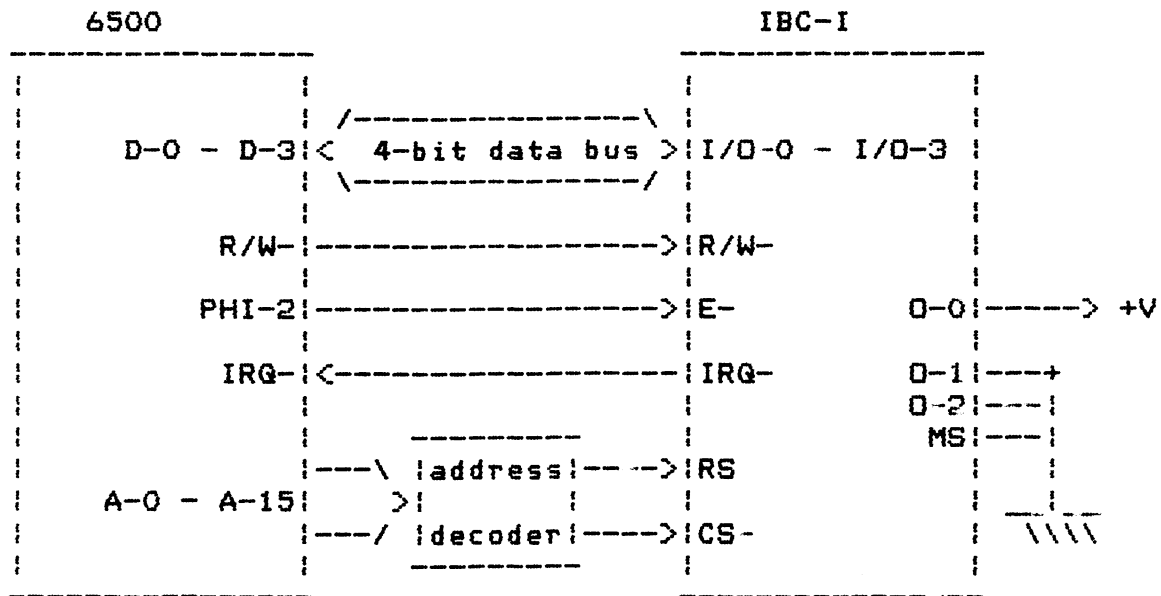 6500 IBC-I
D-0 - D-3 4-bit data bus I/O-0 - I/O-3
R/W- R/W-
PHI-2 E- O-0 +V
IRQ- IRQ- O-1
O-2
MS
address RS
A-0 - A-15
decoder CS-